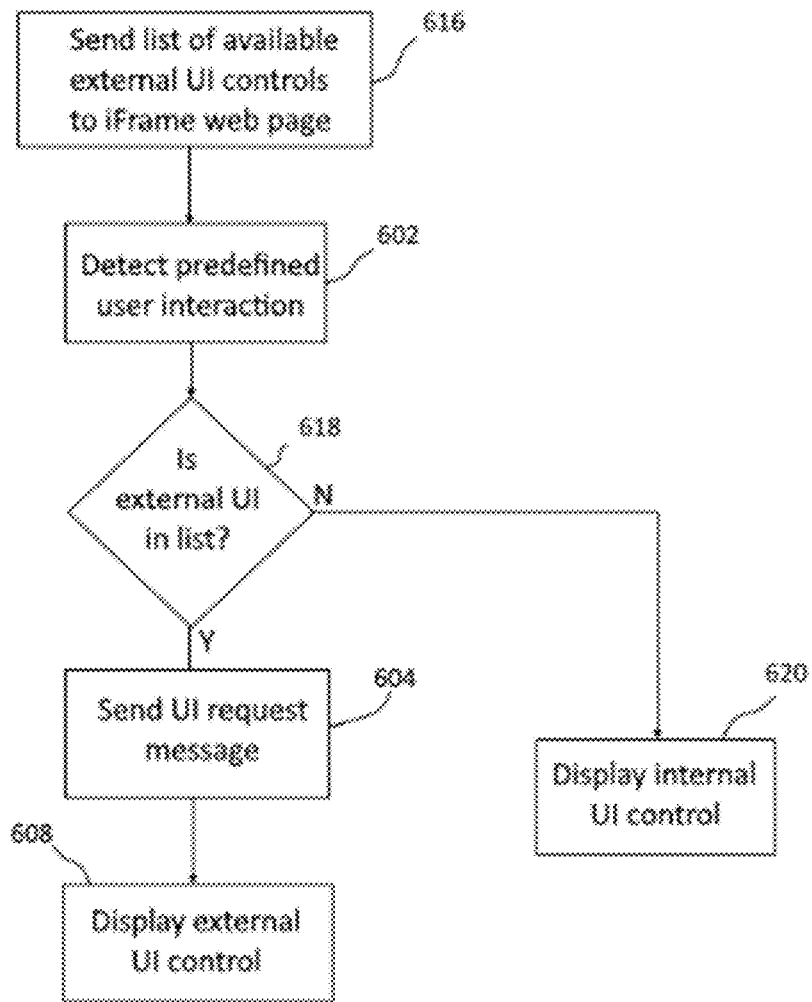 Send list of available
external UI controls
to iFrame web page
616
Detect predefined
user interaction
602
Is
external UI
in list?
618
N
Y
Send UI request
message
604
Display internal
UI control
620
608
Display external
UI control